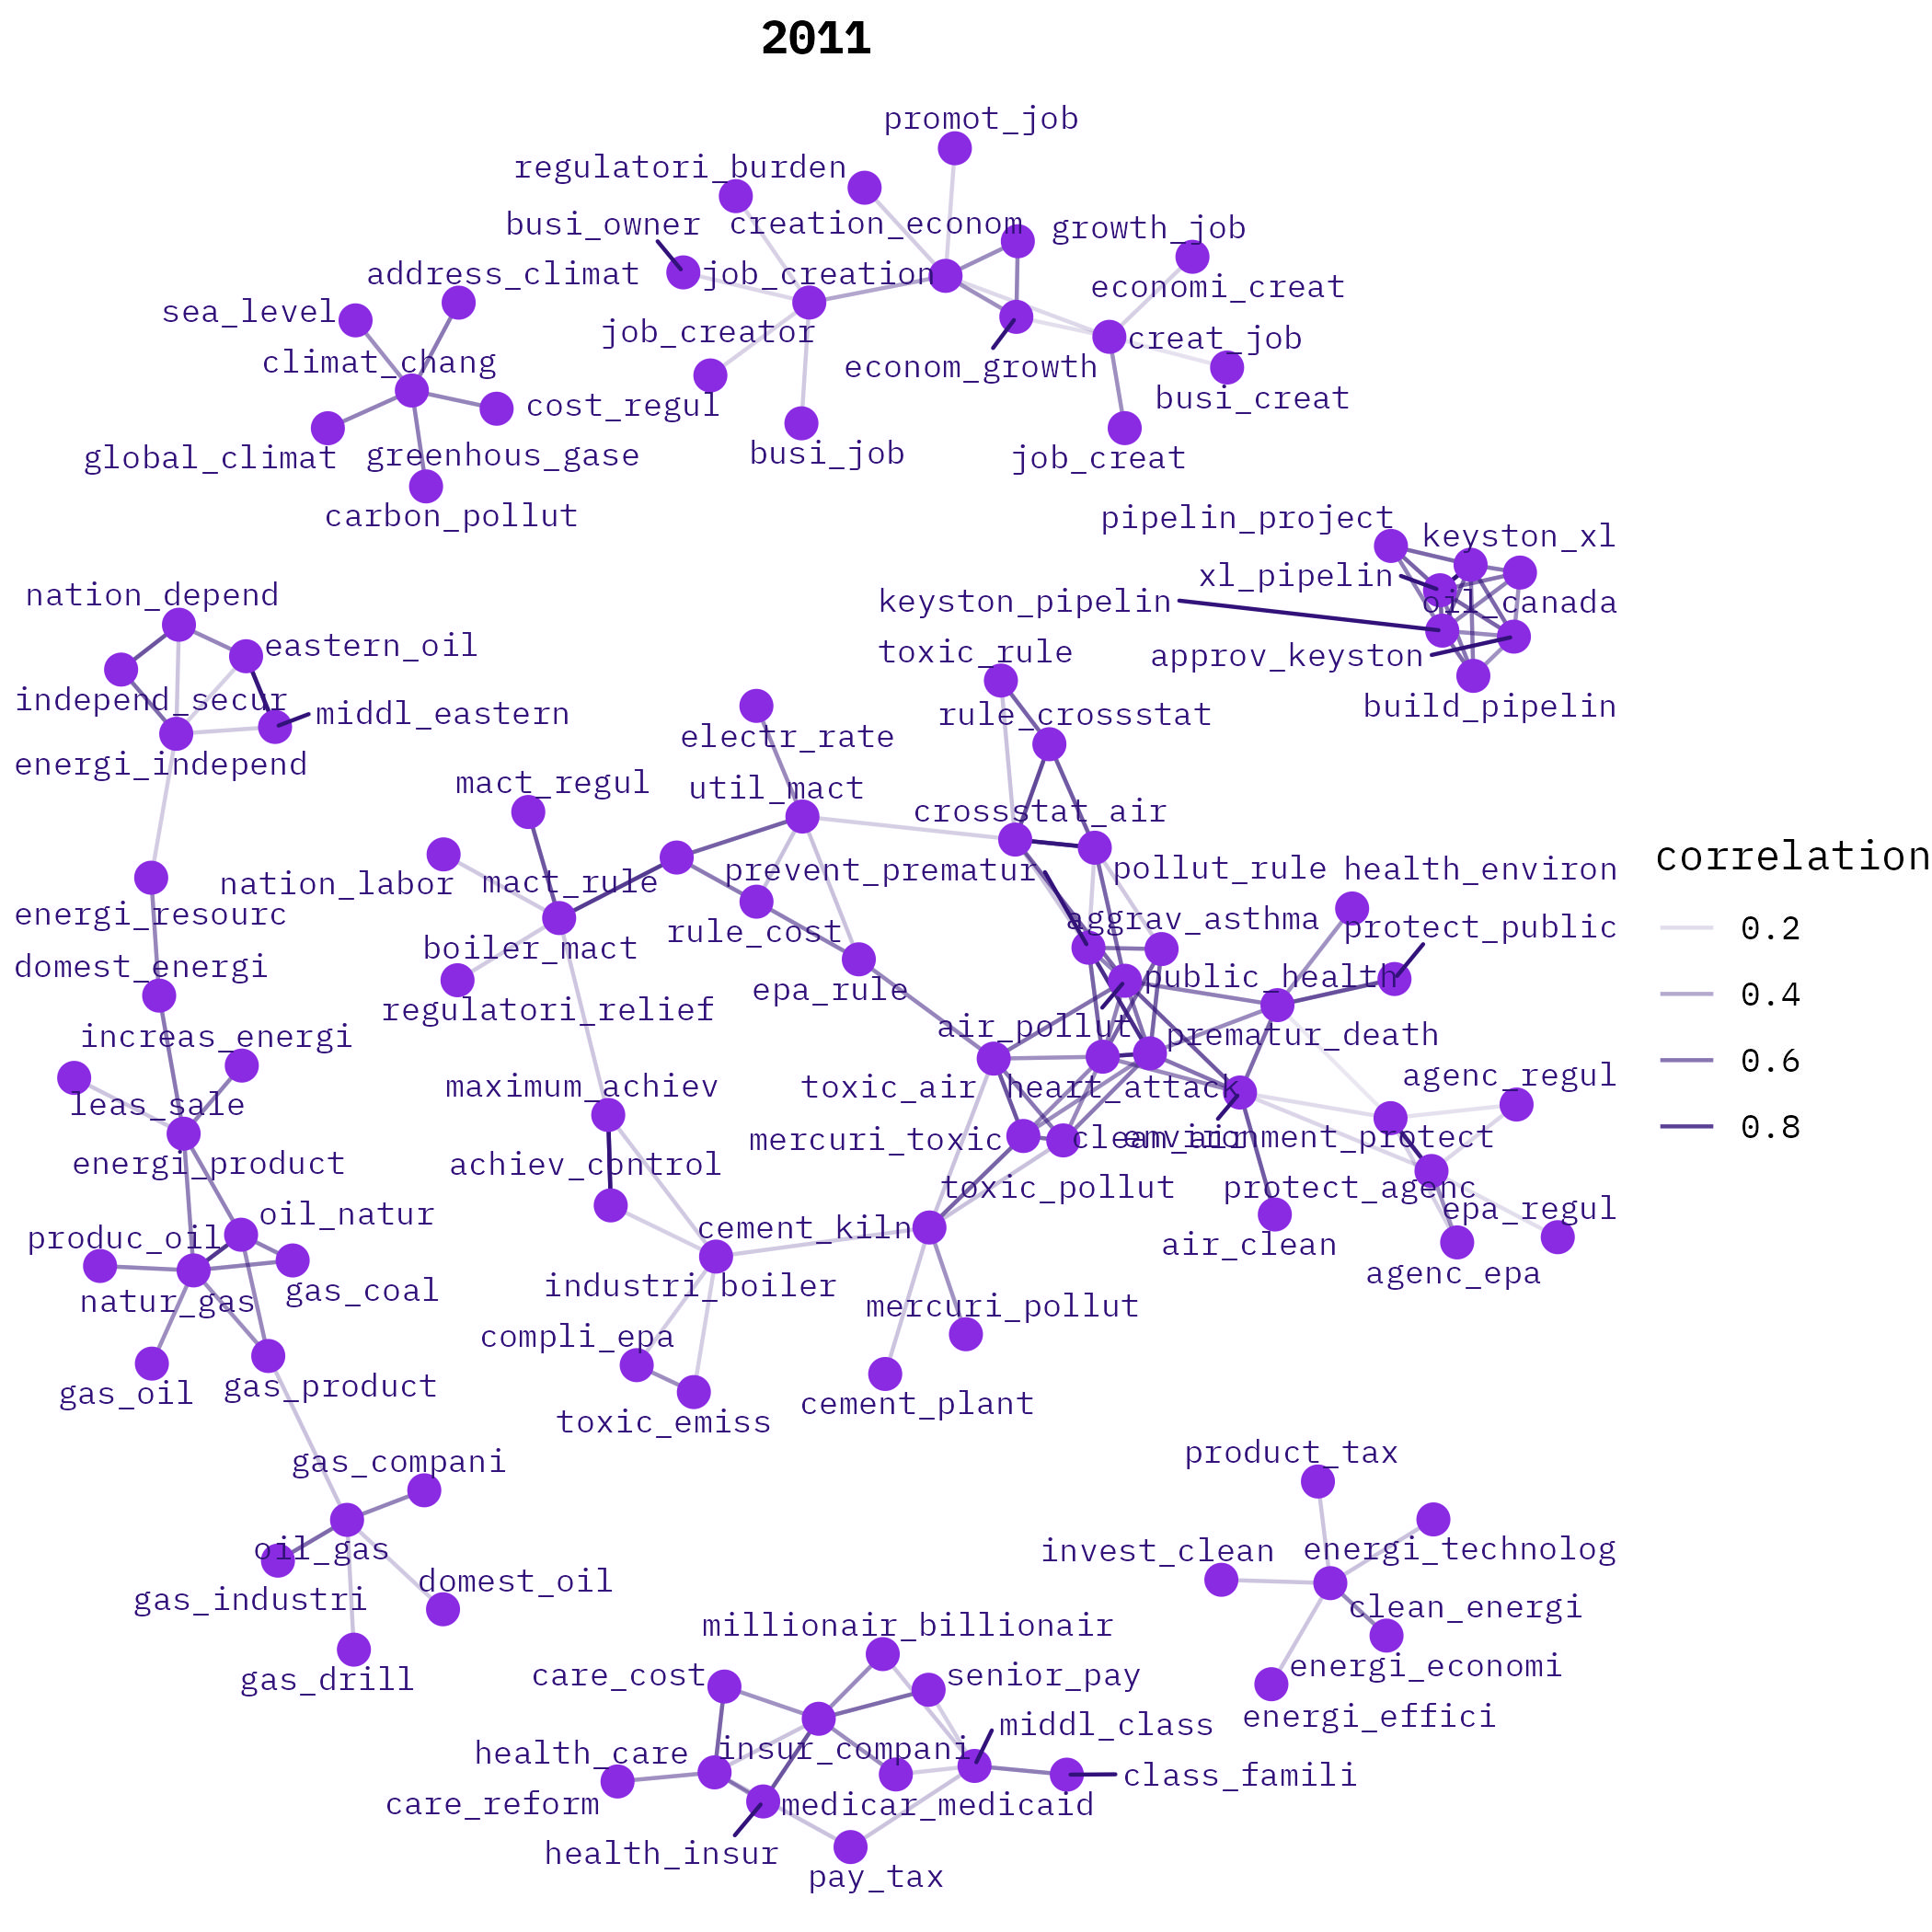 2011
promot_job
regulatori_burden
busi_owner
creation_econom
growth_job
address_climat
job_creation
economi_creat
sea_level
job_creator
creat_job
climat_chang
econom_growth
cost_regul
busi_creat
global_climat
greenhous_gase
busi_job
job_creat
carbon_pollut
pipelin_project
keyston_xl
nation_depend
xl_pipelin
keyston_pipelin
oil_canada
eastern_oil
toxic_rule
approv_keyston
independ_secur
middl_eastern
rule_crossstat
build_pipelin
energi_independ
electr_rate
mact_regul
util_mact
crossstat_air
correlation
nation_labor
mact_rule
prevent_prematur
pollut_rule
health_environ
energi_resourc
boiler_mact
rule_cost
aggrav_asthma
protect_public
0.2
domest_energi
epa_rule
public_health
0.4
increas_energi
regulatori_relief
air_pollut
prematur_death
leas_sale
maximum_achiev
toxic_air
heart_attack
agenc_regul
0.6
energi_product
achiev_control
mercuri_toxic
clean_air
environment_protect
0.8
toxic_pollut
protect_agenc
produc_oil
oil_natur
cement_kiln
air_clean
epa_regul
natur_gas
gas_coal
industri_boiler
mercuri_pollut
agenc_epa
gas_oil
gas_product
compli_epa
cement_plant
toxic_emiss
gas_compani
product_tax
oil_gas
invest_clean
energi_technolog
gas_industri
domest_oil
clean_energi
millionair_billionair
gas_drill
care_cost
senior_pay
energi_economi
energi_effici
health_care
insur_compani
middl_class
care_reform
medicar_medicaid
class_famili
health_insur
pay_tax